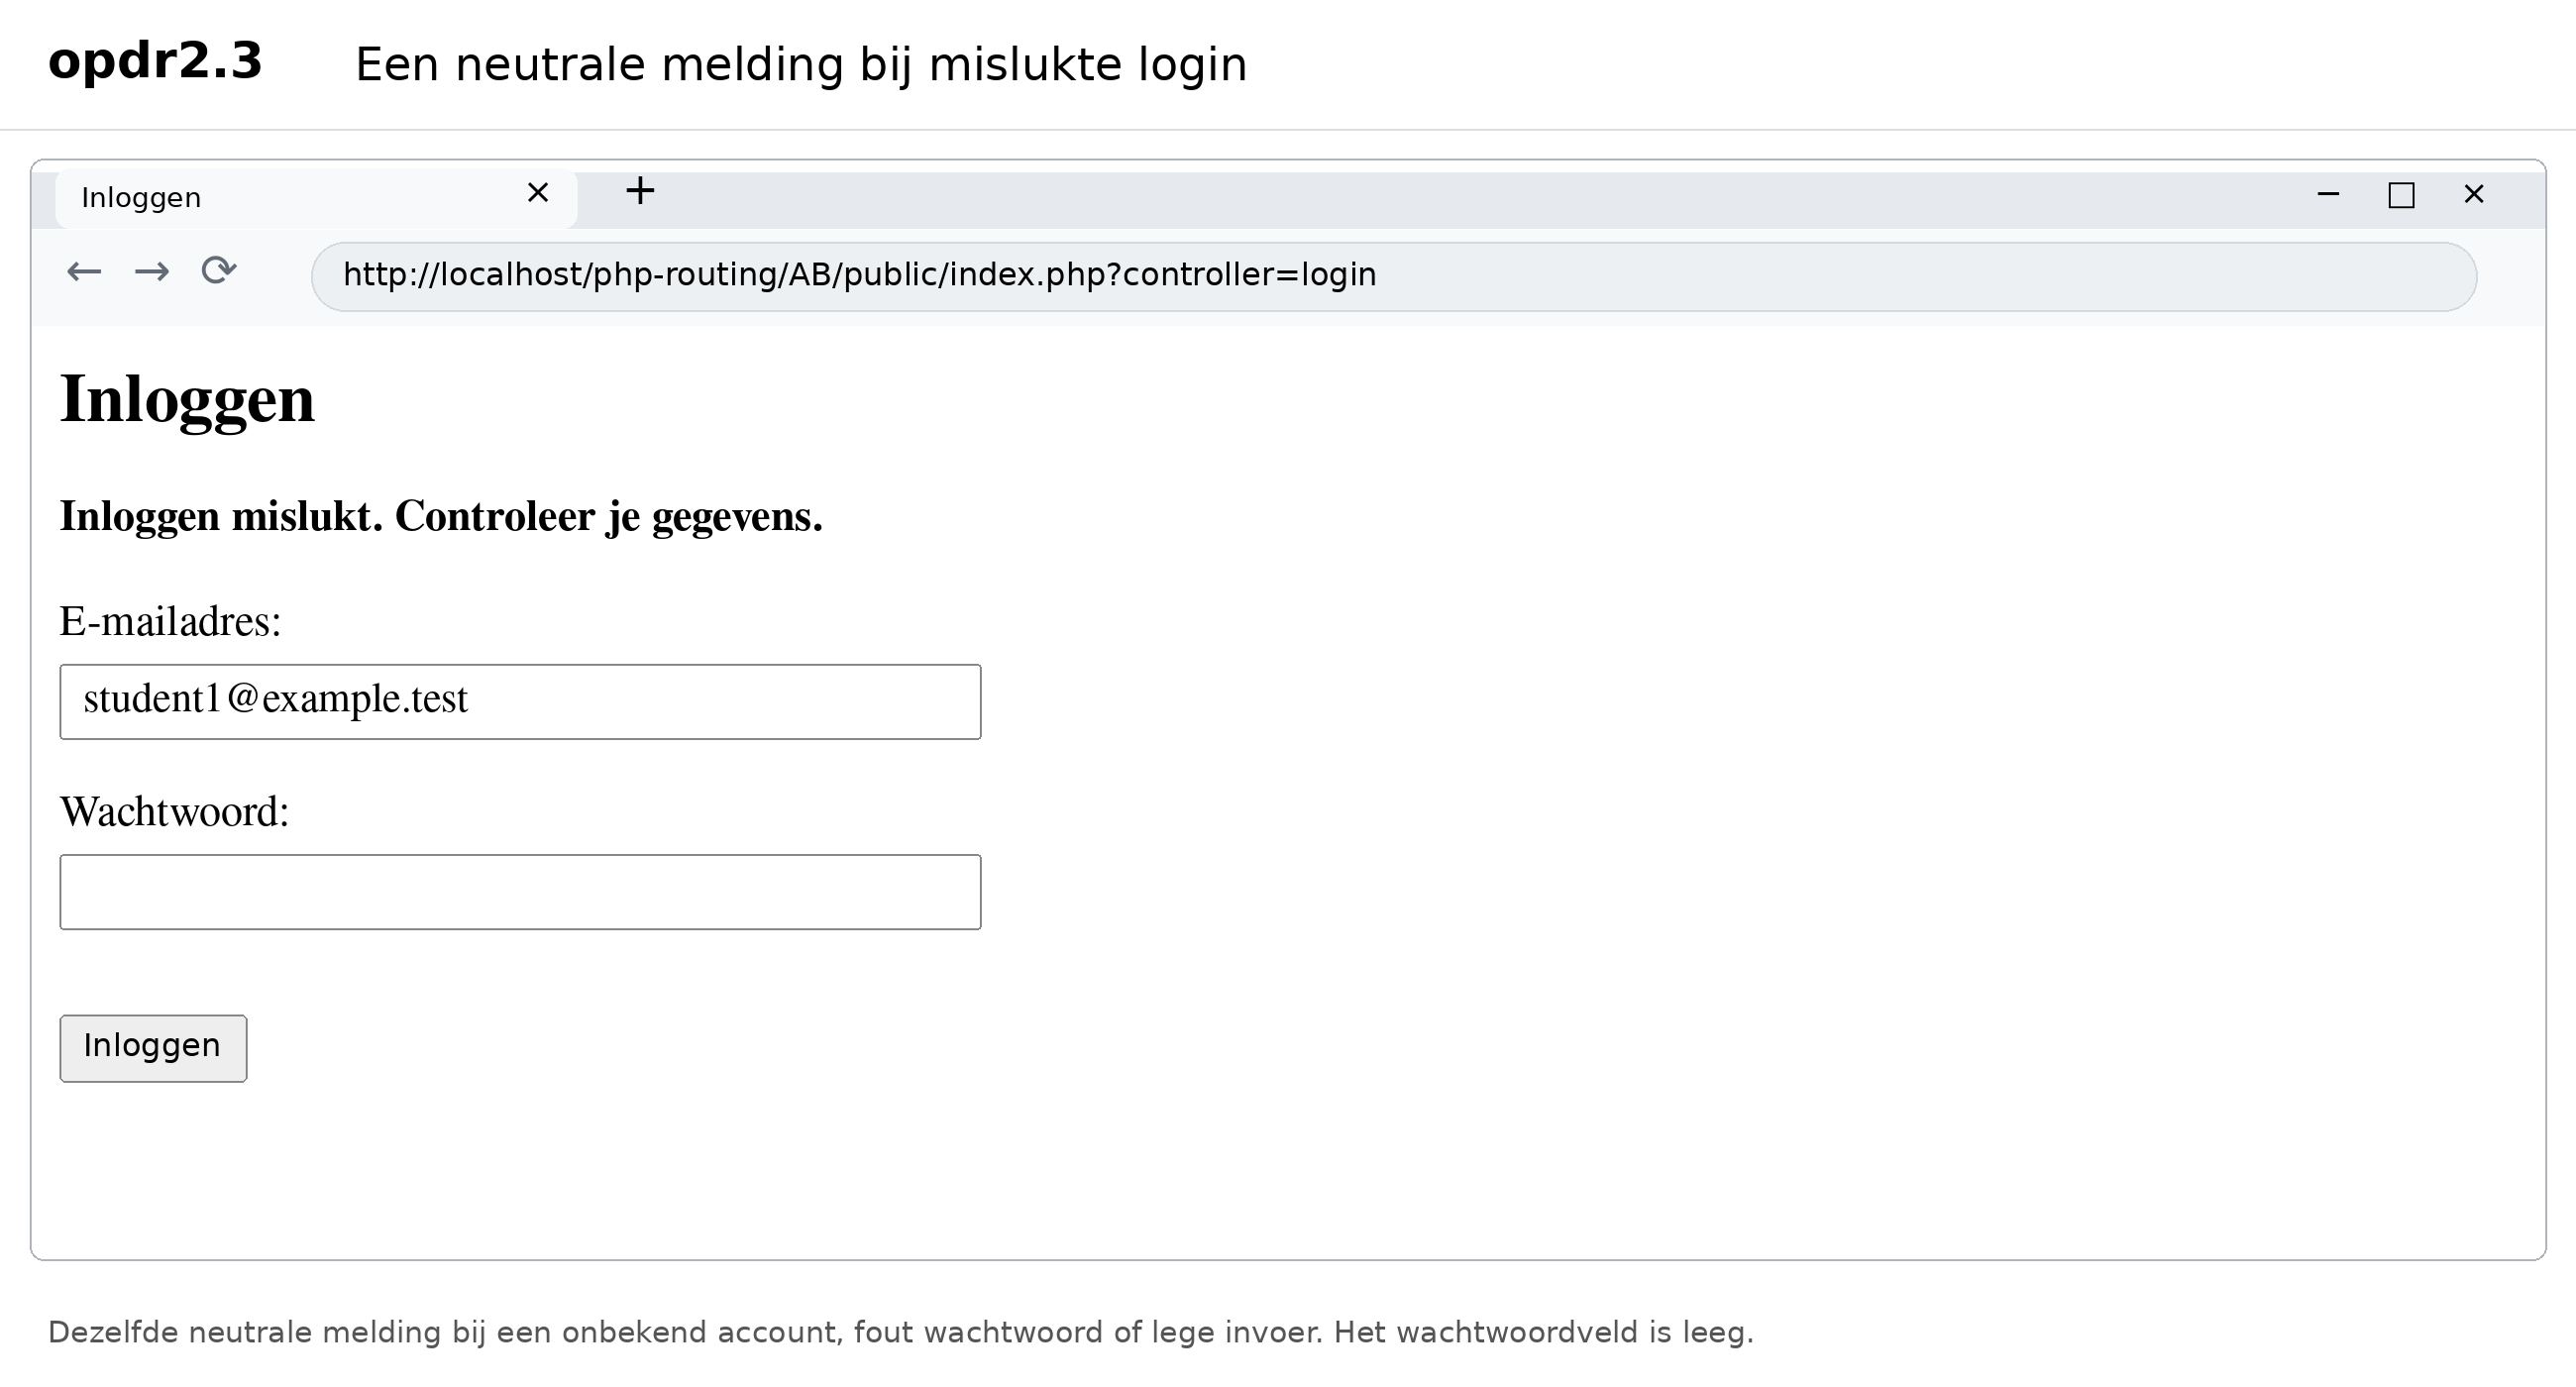 opdr2.3 Een neutrale melding bij mislukte login
Inloggen × + − □ ×
← → ⟳ http://localhost/php-routing/AB/public/index.php?controller=login
Inloggen
Inloggen mislukt. Controleer je gegevens.
E-mailadres:
student1@example.test
Wachtwoord:
Inloggen
Dezelfde neutrale melding bij een onbekend account, fout wachtwoord of lege invoer. Het wachtwoordveld is leeg.